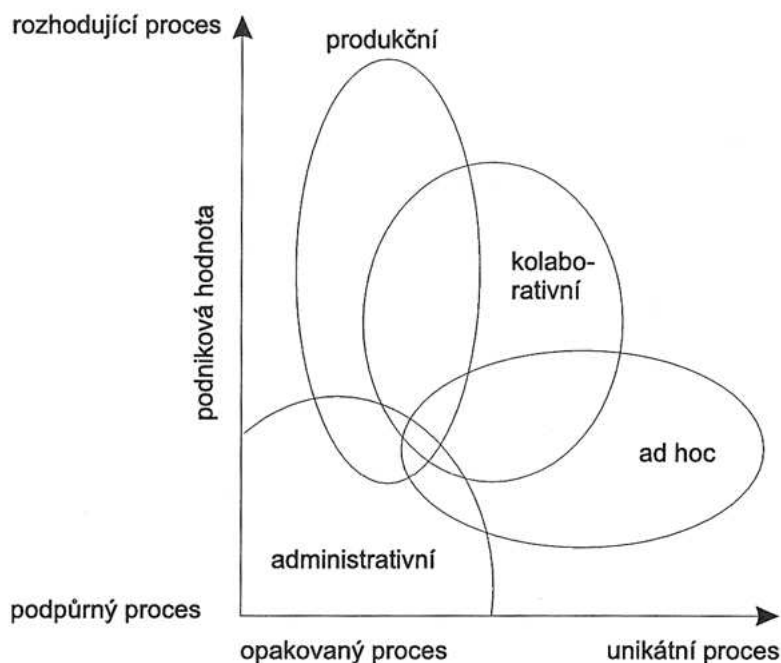 rozhodující proces
produkční
podniková hodnota
kolabo-
rativní
ad hoc
administrativní
podpůrný proces
opakovaný proces
unikátní proces